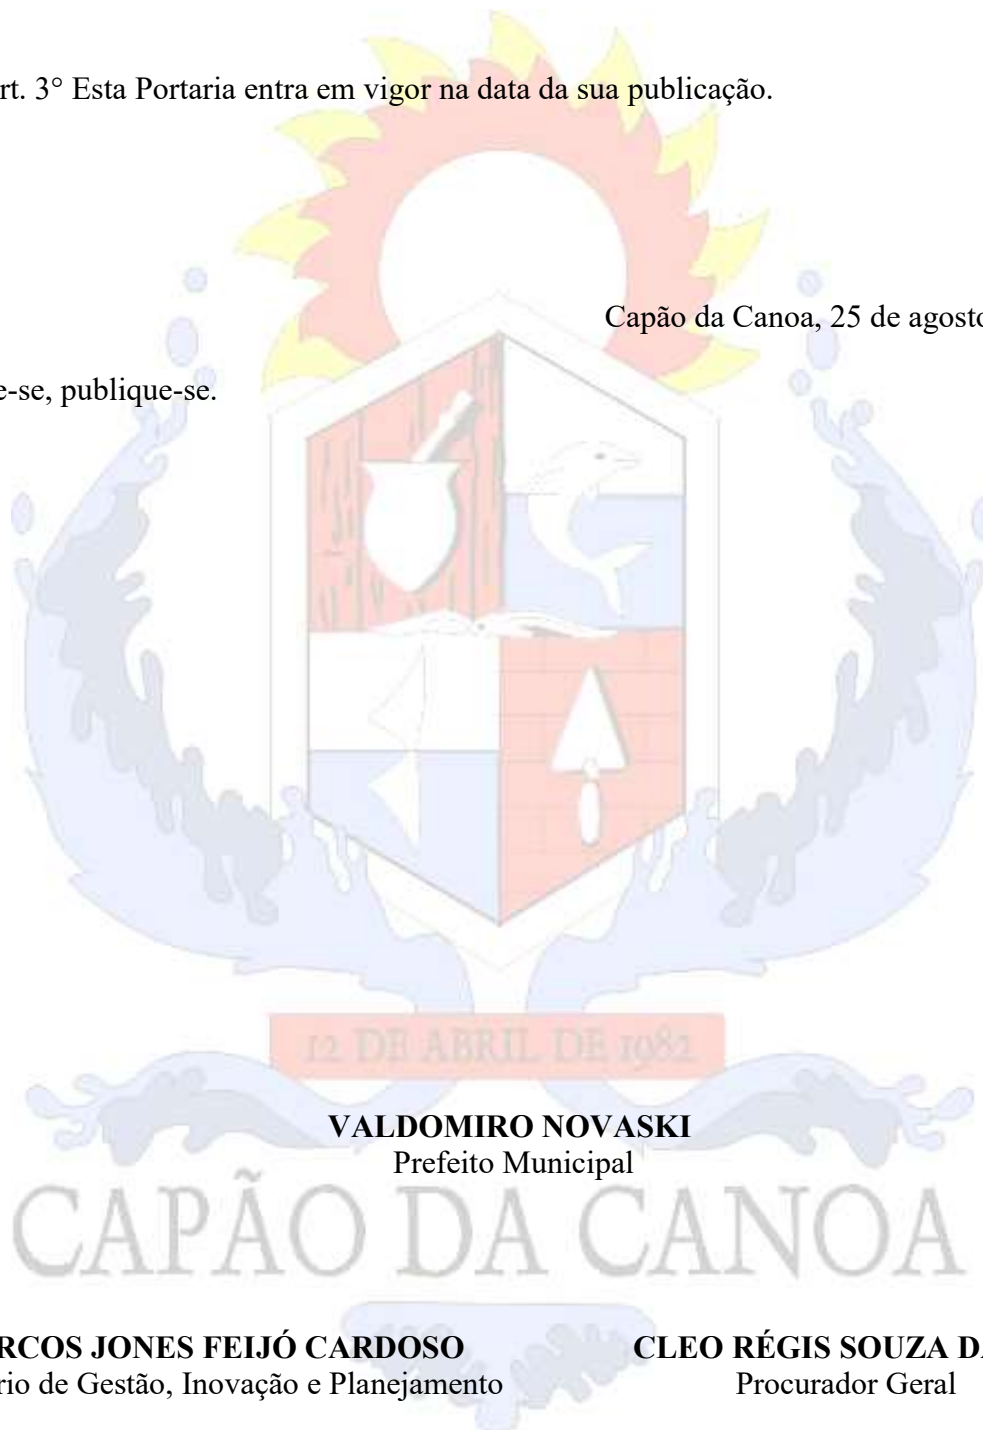 rt. 3° Esta Portaria entra em vigor na data da sua publicação.
Capão da Canoa, 25 de agosto
e-se, publique-se.
12 DE ABRIL DE 1982
VALDOMIRO NOVASKI
Prefeito Municipal
CAPÃO DA CANOA
RCOS JONES FEIJÓ CARDOSO
CLEO RÉGIS SOUZA DA
rio de Gestão, Inovação e Planejamento
Procurador Geral